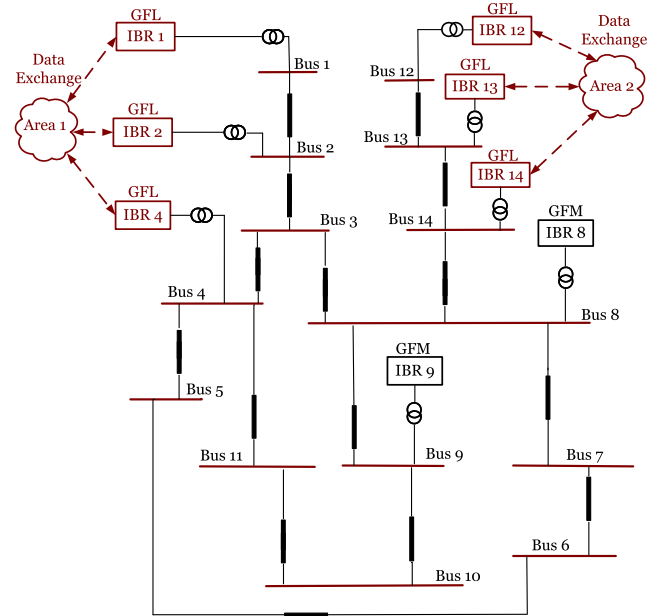 GFL
IBR 1
Data
Exchange
Area 1
GFL
IBR 2
GFL
IBR 4
Bus 1
Bus 2
Bus 3
Bus 4
Bus 5
GFL
IBR 12
Data
Exchange
Area 2
Bus 12
GFL
IBR 13
Bus 13
GFL
IBR 14
Bus 14
GFM
IBR 8
Bus 8
GFM
IBR 9
Bus 11
Bus 9
Bus 7
Bus 6
Bus 10